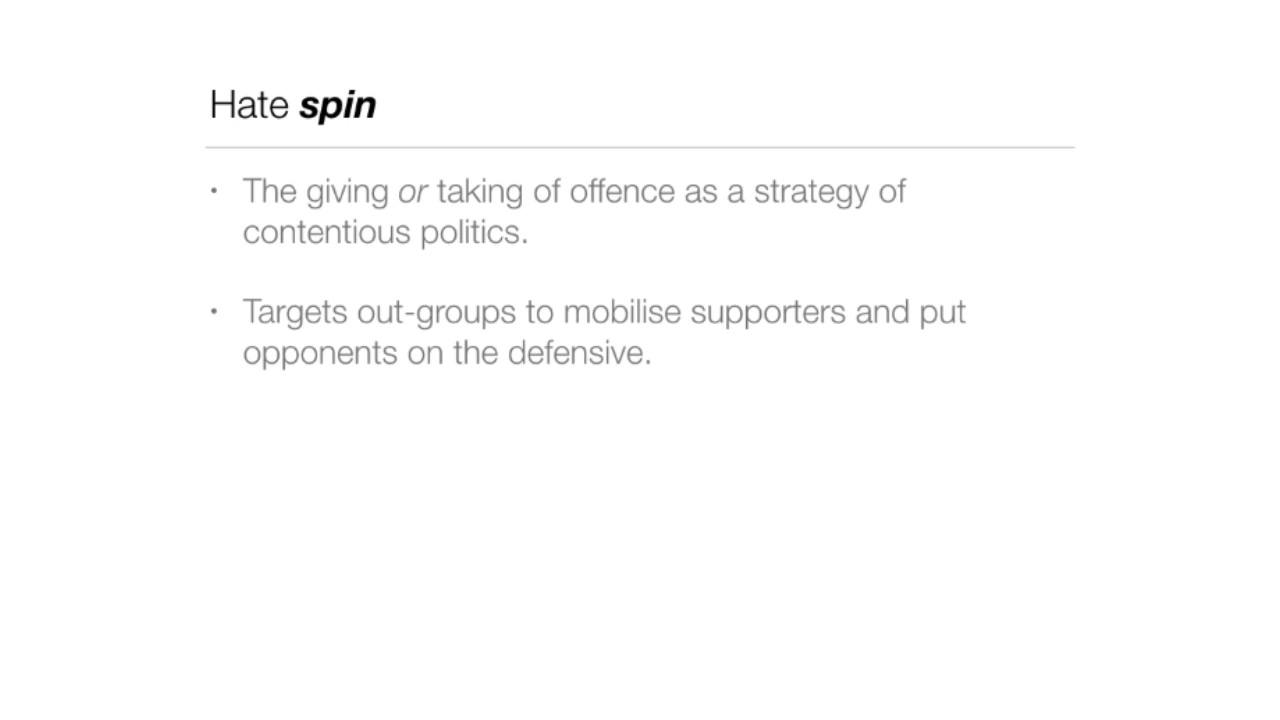 Hate spin
• The giving or taking of offence as a strategy of
contentious politics.
• Targets out-groups to mobilise supporters and put
opponents on the defensive.